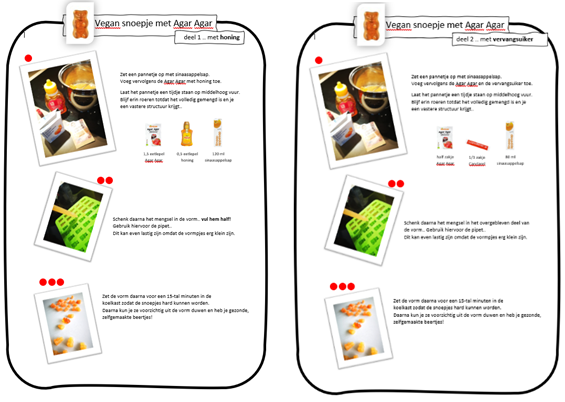 Vegan snoepje met Agar Agar
deel 1 .. met honing
Zet een pannetje op met sinaasappelsap.
Voeg vervolgens de Agar Agar met honing toe.
Laat het pannetje een tijdje staan op middelhoog vuur.
Blijf erin roeren totdat het volledig gemengd is en je
een vastere structuur krijgt..
1,5 eetlepel
Agar Agar
0,5 eetlepel
honing
120 ml
sinaasappelsap
Schenk daarna het mengsel in de vorm.. vul hem half!
Gebruik hiervoor de pipet..
Dit kan even lastig zijn omdat de vormpjes erg klein zijn.
Zet de vorm daarna voor een 15-tal minuten in de
koelkast zodat de snoepjes hard kunnen worden.
Daarna kun je ze voorzichtig uit de vorm duwen en heb je gezonde,
zelfgemaakte beertjes!
Vegan snoepje met Agar Agar
deel 2 .. met vervangsuiker
Zet een pannetje op met sinaasappelsap.
Voeg vervolgens de Agar Agar en de vervangsuiker toe.
Laat het pannetje een tijdje staan op middelhoog vuur.
Blijf erin roeren totdat het volledig gemengd is en je
een vastere structuur krijgt..
half zakje
Agar Agar
1/3 zakje
Canderel
80 ml
sinaasappelsap
Schenk daarna het mengsel in het overgebleven deel van
de vorm.. Gebruik hiervoor de pipet..
Dit kan even lastig zijn omdat de vormpjes erg klein zijn.
Zet de vorm daarna voor een 15-tal minuten in de
koelkast zodat de snoepjes hard kunnen worden.
Daarna kun je ze voorzichtig uit de vorm duwen en heb je gezonde,
zelfgemaakte beertjes!